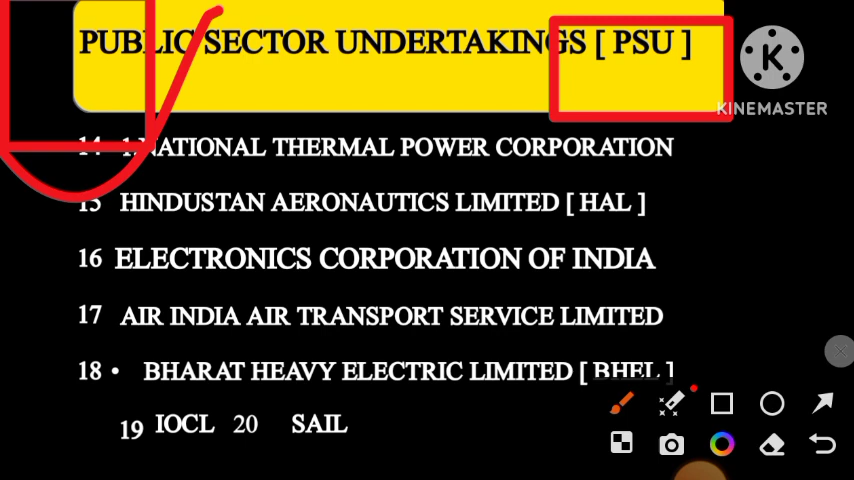 PUBLIC SECTOR UNDERTAKINGS [ PSU ]
KINEMASTER
14 1.NATIONAL THERMAL POWER CORPORATION
15 HINDUSTAN AERONAUTICS LIMITED [ HAL ]
16 ELECTRONICS CORPORATION OF INDIA
17 AIR INDIA AIR TRANSPORT SERVICE LIMITED
18 • BHARAT HEAVY ELECTRIC LIMITED [ BHEL ]
19 IOCL 20 SAIL